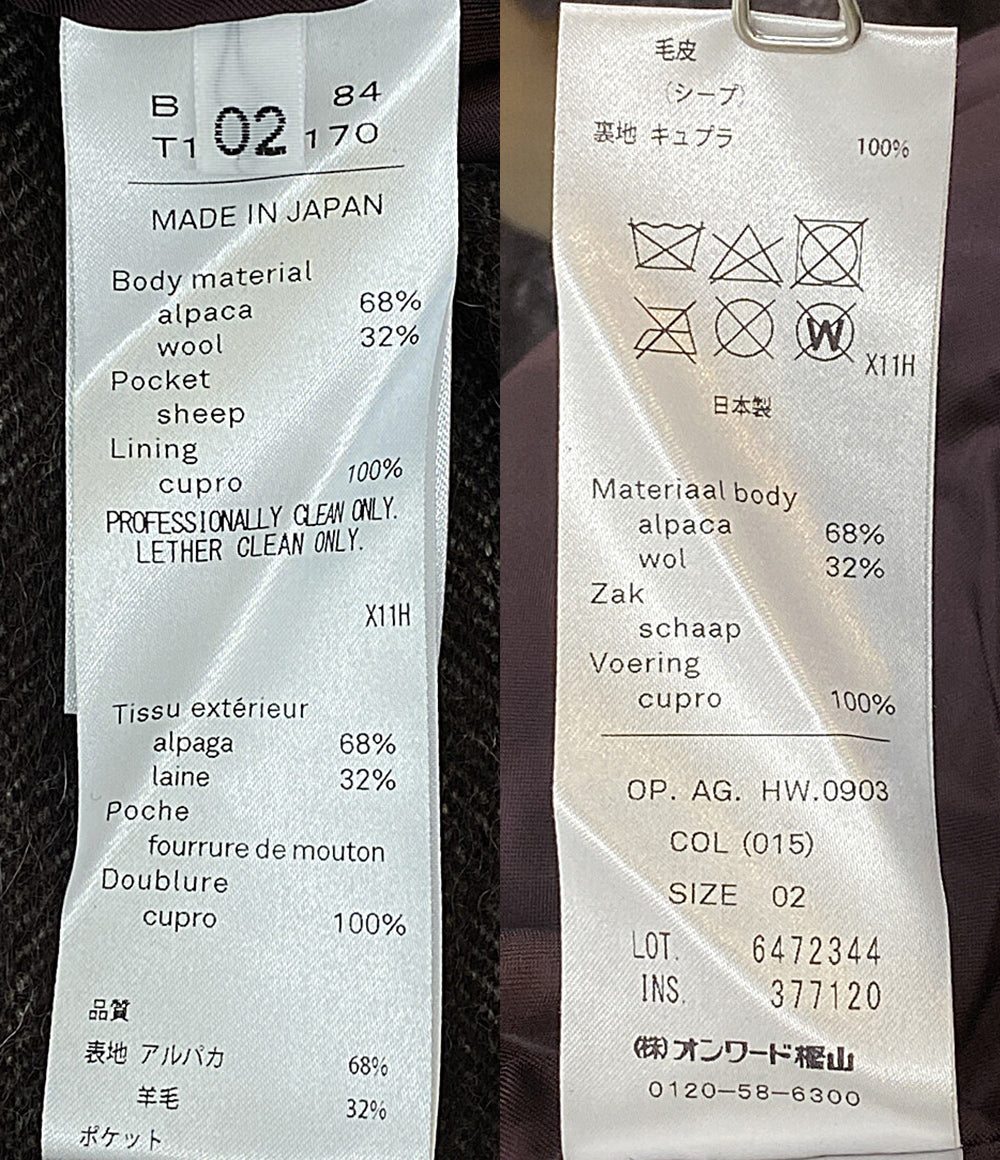 B 84
T1 02 170
MADE IN JAPAN
Body material
alpaca 68%
wool 32%
Pocket
sheep
Lining
cupro 100%
PROFESSIONALLY CLEAN ONLY.
LETHER CLEAN ONLY.
X11H
Tissu extérieur
alpaga 68%
laine 32%
Poche
fourrure de mouton
Doublure
cupro 100%
品質
表地 アルパカ 68%
羊毛 32%
ポケット
毛皮
(シープ)
裏地 キュプラ 100%
W
X11H
日本製
Materiaal body
alpaca 68%
wol 32%
Zak
schaap
Voering
cupro 100%
OP. AG. HW.0903
COL (015)
SIZE 02
LOT. 6472344
INS. 377120
(株)オンワード樫山
0120-58-6300